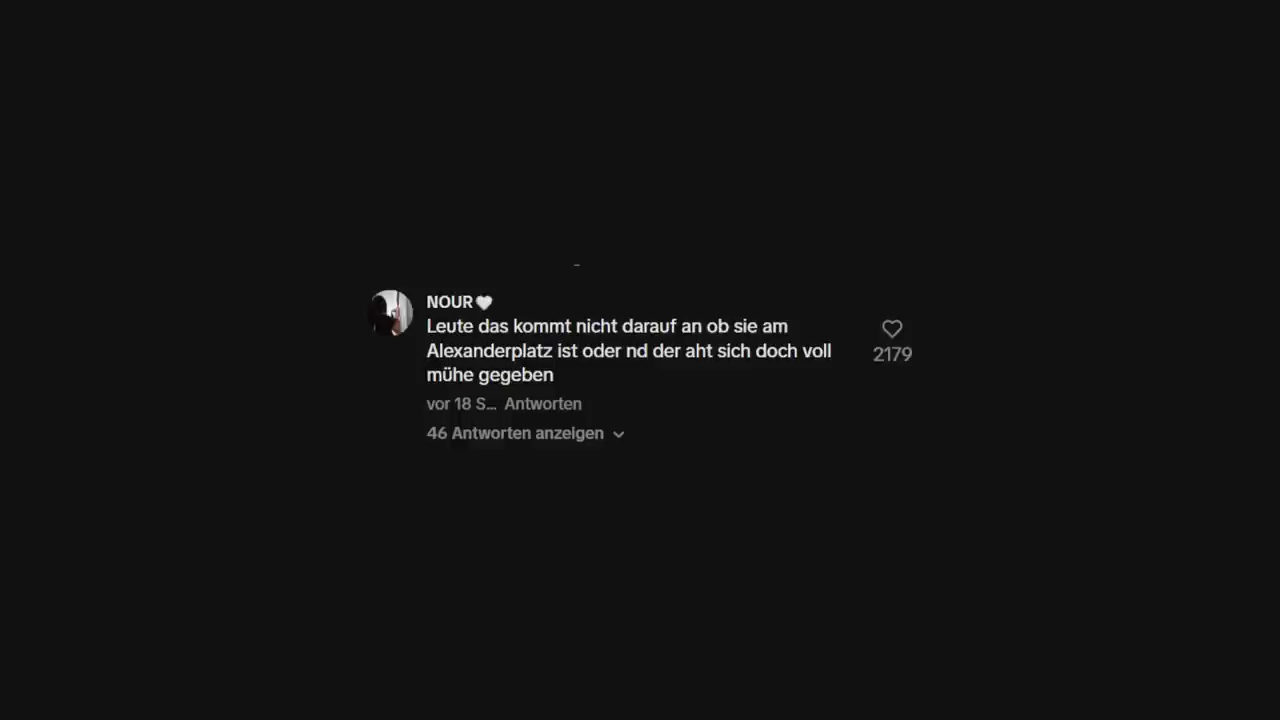 NOUR🤍
Leute das kommt nicht darauf an ob sie am
Alexanderplatz ist oder nd der aht sich doch voll
mühe gegeben
2179
vor 18 S... Antworten
46 Antworten anzeigen